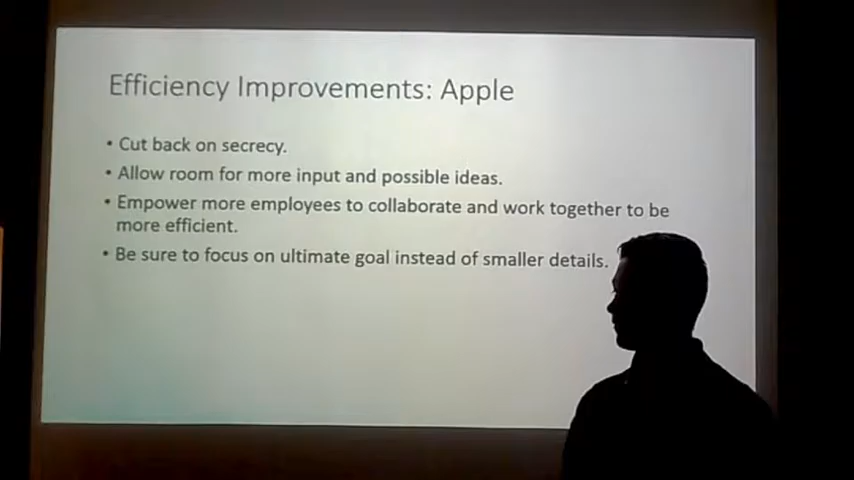 Efficiency Improvements: Apple
• Cut back on secrecy.
• Allow room for more input and possible ideas.
• Empower more employees to collaborate and work together to be
more efficient.
• Be sure to focus on ultimate goal instead of smaller details.